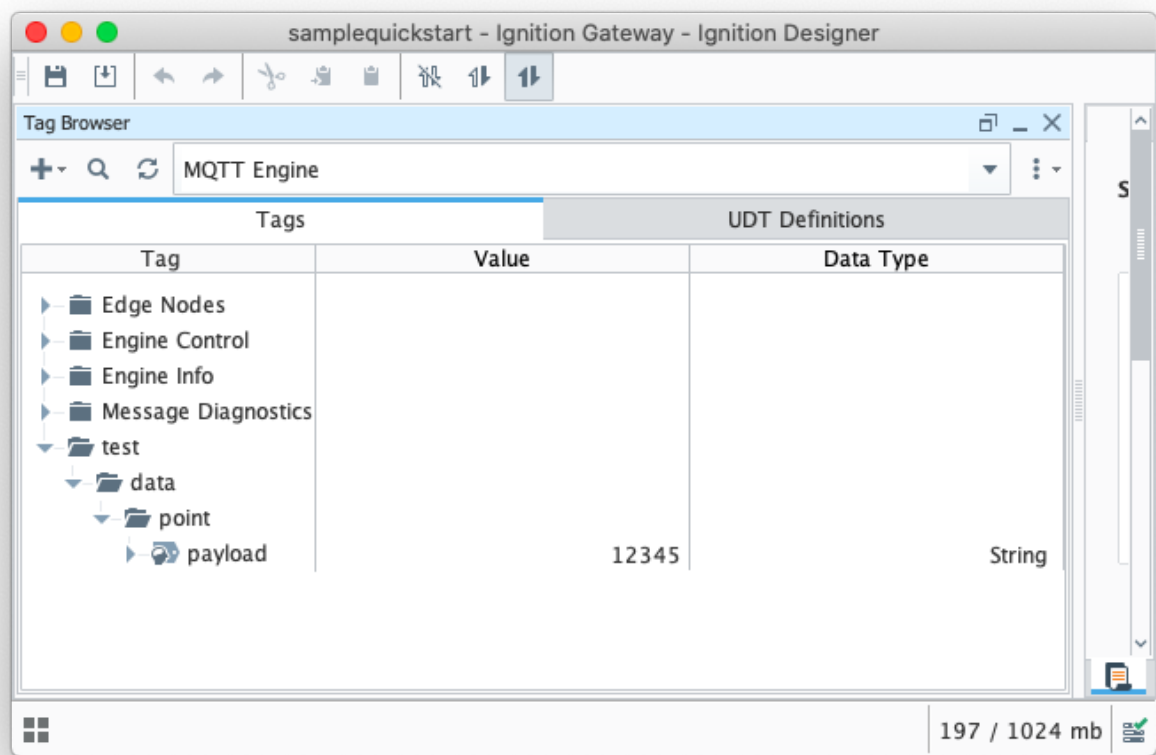 samplequickstart - Ignition Gateway - Ignition Designer
Tag Browser
MQTT Engine
S
Tags UDT Definitions
Tag Value Data Type
Edge Nodes
Engine Control
Engine Info
Message Diagnostics
test
data
point
payload 12345 String
197 / 1024 mb